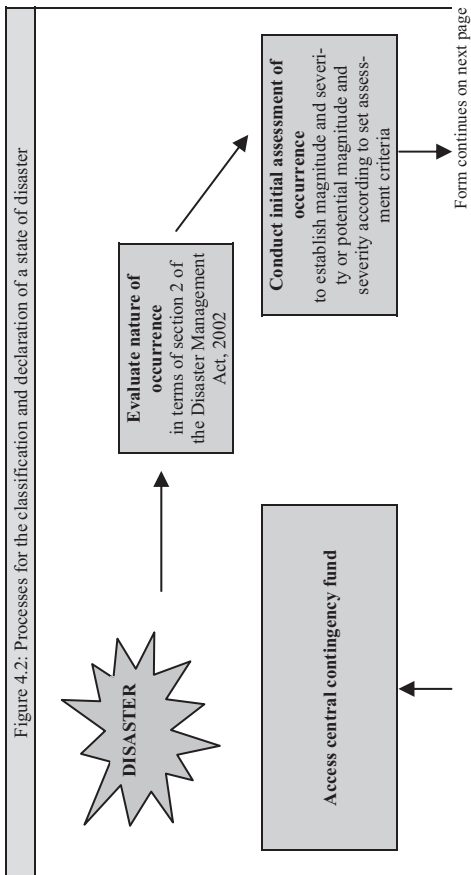 Figure 4.2: Processes for the classification and declaration of a state of disaster
DISASTER
Evaluate nature of
occurrence
in terms of section 2 of
the Disaster Management
Act, 2002
Conduct initial assessment of
occurrence
to establish magnitude and severi-
ty or potential magnitude and
severity according to set assess-
ment criteria
Access central contingency fund
Form continues on next page